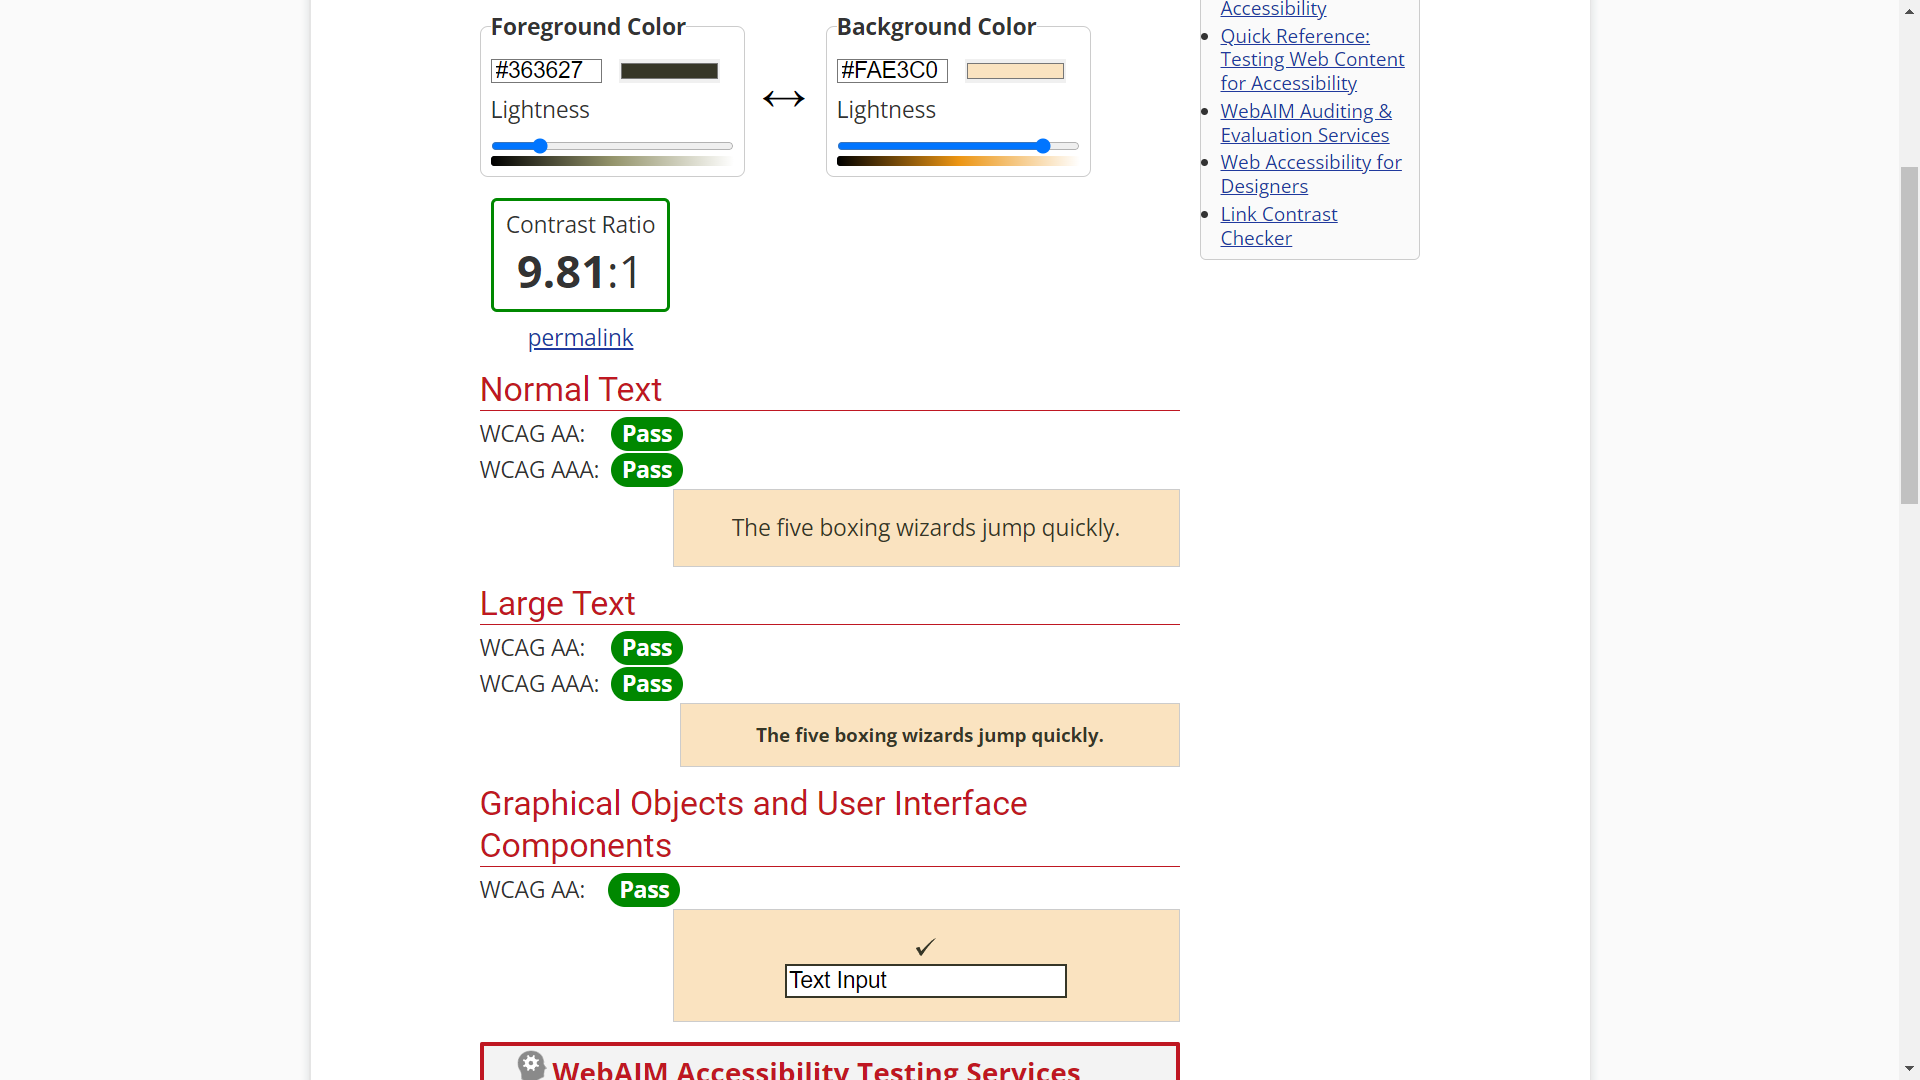 Foreground Color
#363627
Lightness
Background Color
#FAE3C0
Lightness
Contrast Ratio
9.81:1
permalink
Normal Text
WCAG AA: Pass
WCAG AAA: Pass
The five boxing wizards jump quickly.
Large Text
WCAG AA: Pass
WCAG AAA: Pass
The five boxing wizards jump quickly.
Graphical Objects and User Interface
Components
WCAG AA: Pass
✓
Text Input
WebAIM Accessibility Testing Services
Accessibility
Quick Reference:
Testing Web Content
for Accessibility
WebAIM Auditing &
Evaluation Services
Web Accessibility for
Designers
Link Contrast
Checker